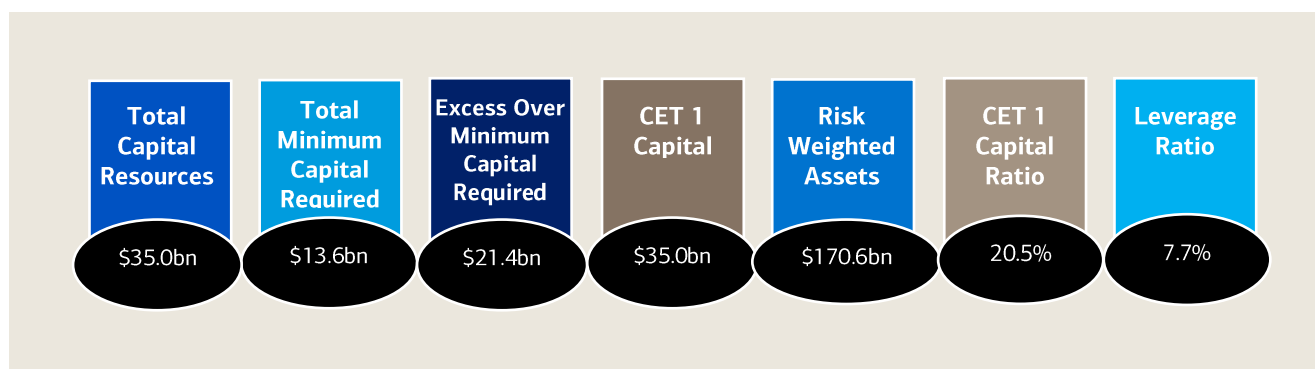 Total
Capital
Resources
$35.0bn
Total
Minimum
Capital
Required
$13.6bn
Excess Over
Minimum
Capital
Required
$21.4bn
CET 1
Capital
$35.0bn
Risk
Weighted
Assets
$170.6bn
CET 1
Capital
Ratio
20.5%
Leverage
Ratio
7.7%